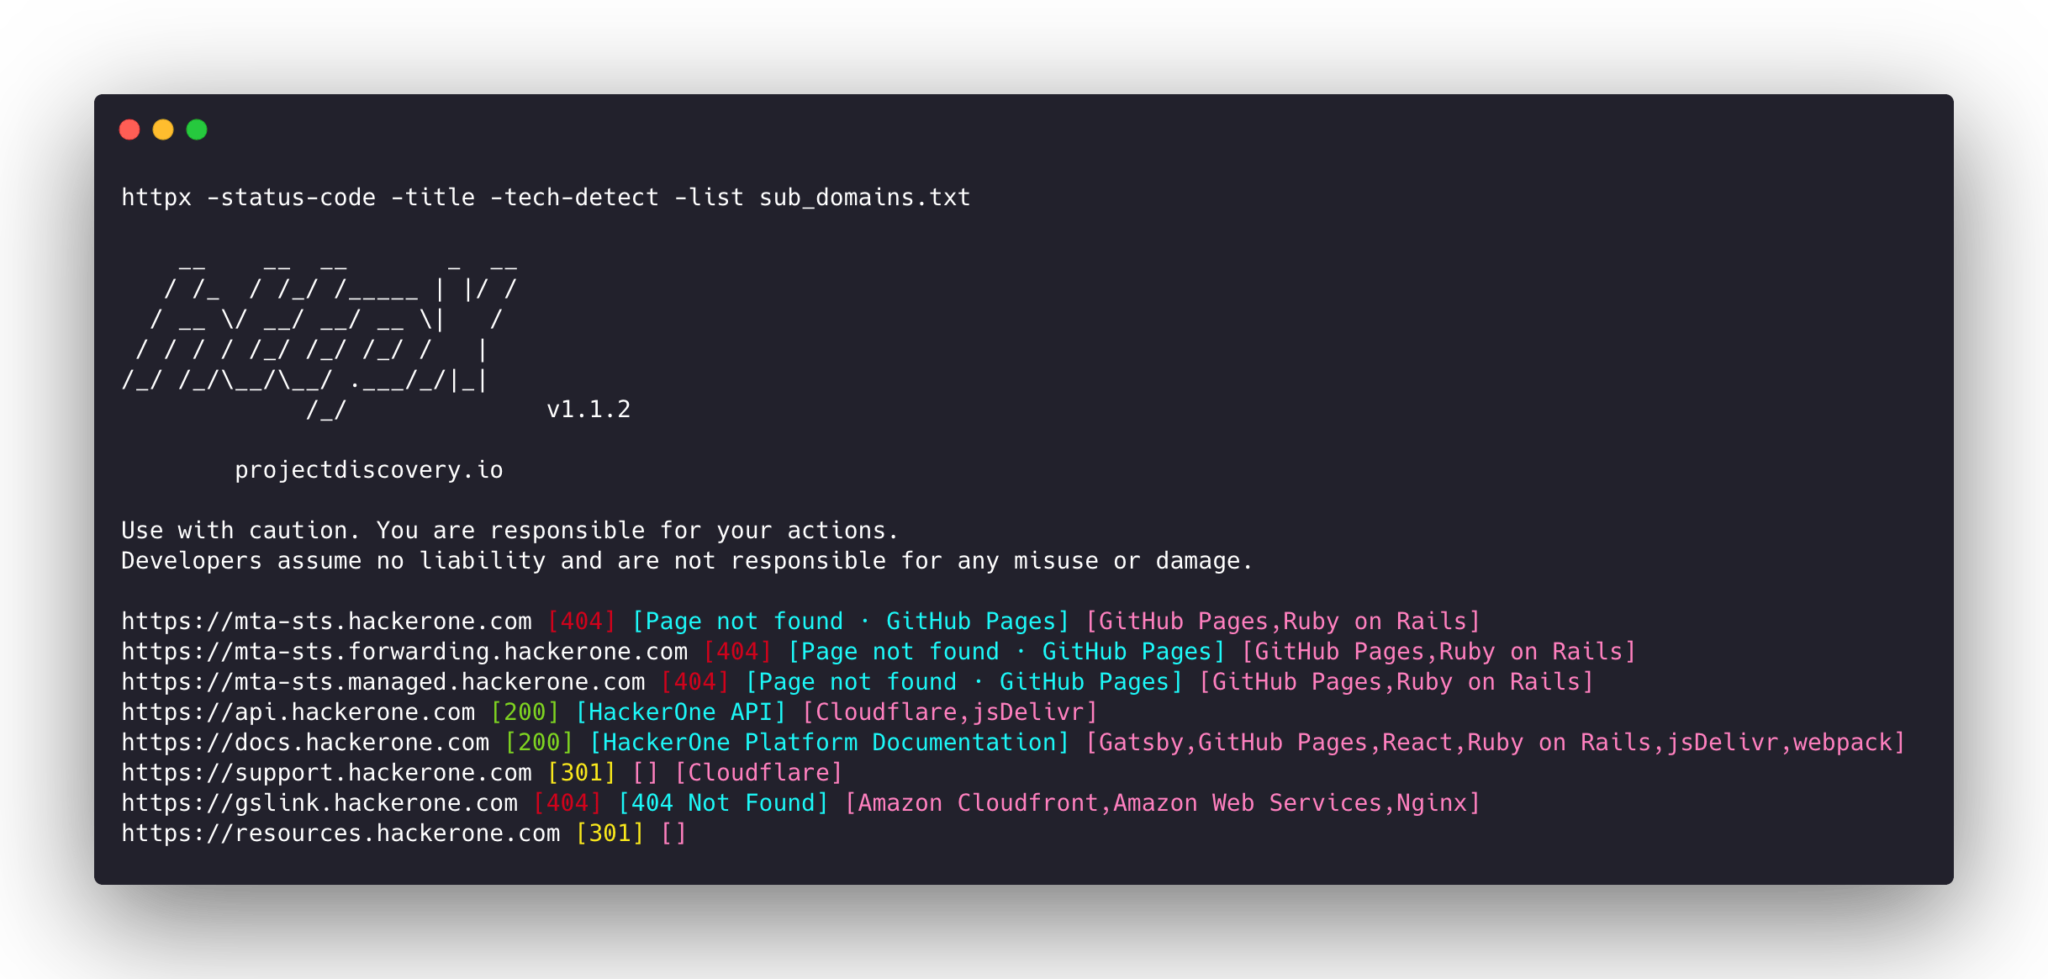 httpx -status-code -title -tech-detect -list sub_domains.txt
    __    __  __       _  __
   / /_  / /_/ /_____ | |/ /
  / __ \/ __/ __/ __ \|   /
 / / / / /_/ /_/ /_/ /   |
/_/ /_/\__/\__/ .___/_/|_|
             /_/              v1.1.2
        projectdiscovery.io
Use with caution. You are responsible for your actions.
Developers assume no liability and are not responsible for any misuse or damage.
https://mta-sts.hackerone.com [404] [Page not found · GitHub Pages] [GitHub Pages,Ruby on Rails]
https://mta-sts.forwarding.hackerone.com [404] [Page not found · GitHub Pages] [GitHub Pages,Ruby on Rails]
https://mta-sts.managed.hackerone.com [404] [Page not found · GitHub Pages] [GitHub Pages,Ruby on Rails]
https://api.hackerone.com [200] [HackerOne API] [Cloudflare,jsDelivr]
https://docs.hackerone.com [200] [HackerOne Platform Documentation] [Gatsby,GitHub Pages,React,Ruby on Rails,jsDelivr,webpack]
https://support.hackerone.com [301] [] [Cloudflare]
https://gslink.hackerone.com [404] [404 Not Found] [Amazon Cloudfront,Amazon Web Services,Nginx]
https://resources.hackerone.com [301] []